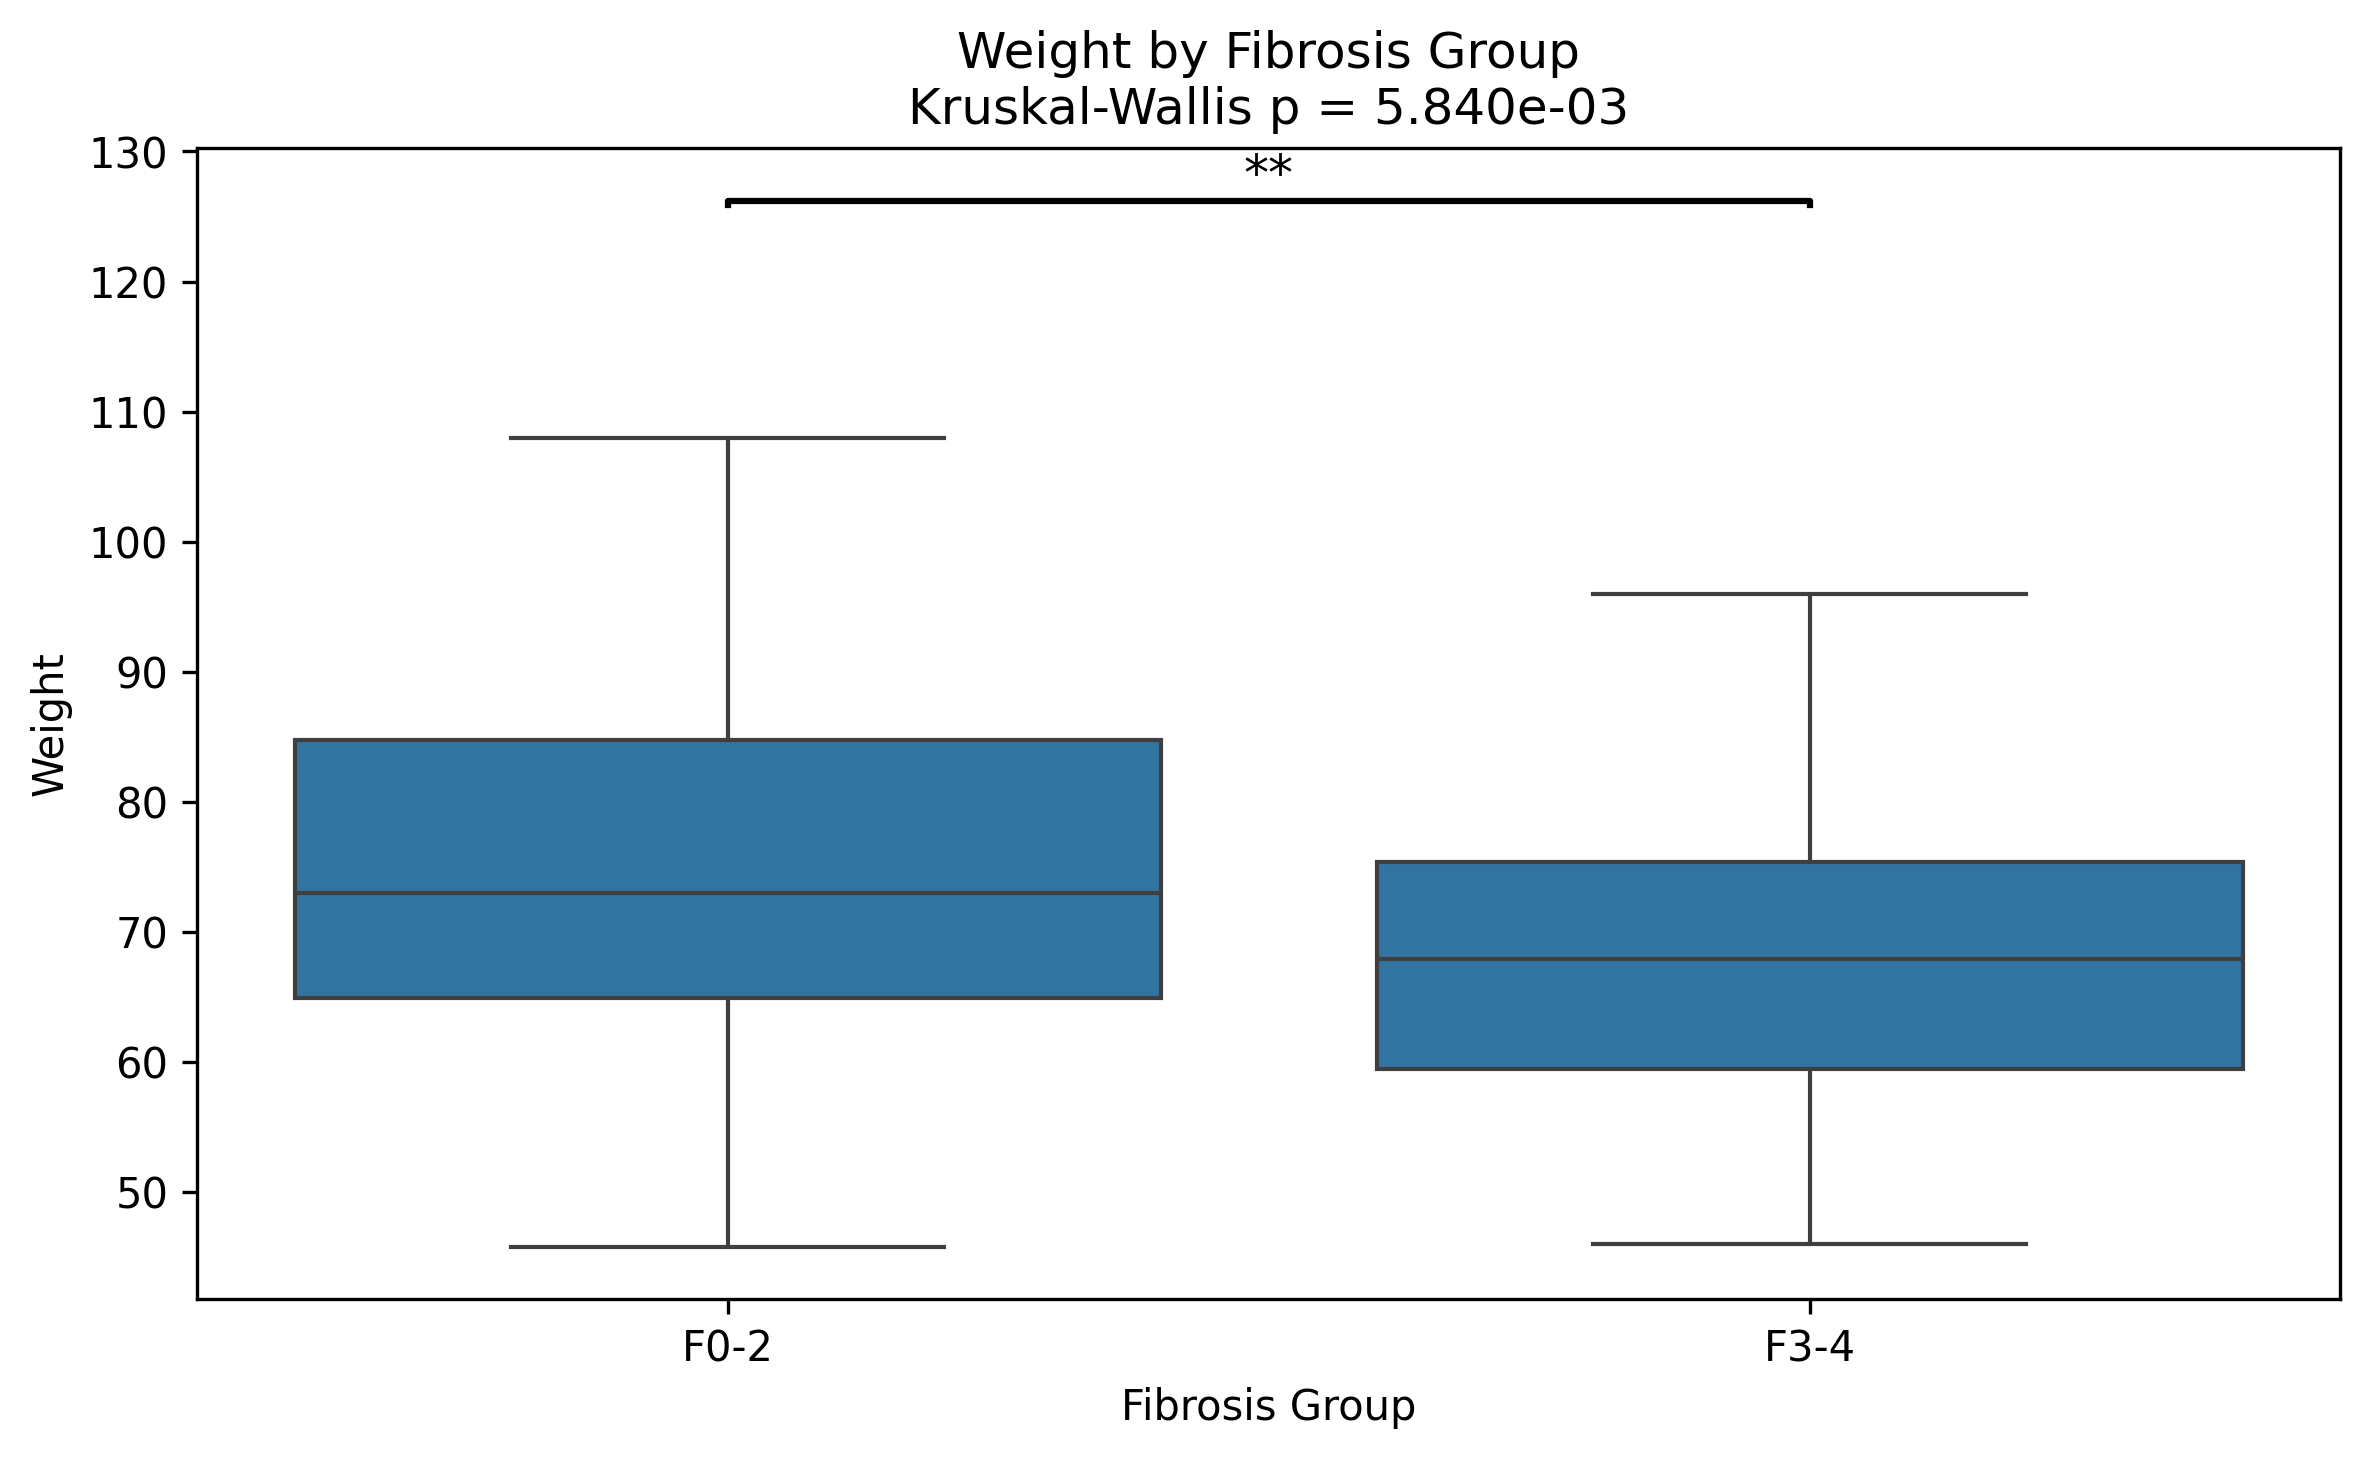 Weight by Fibrosis Group
Kruskal-Wallis p = 5.840e-03
**
130
120
110
100
90
80
70
60
50
Weight
F0-2
F3-4
Fibrosis Group